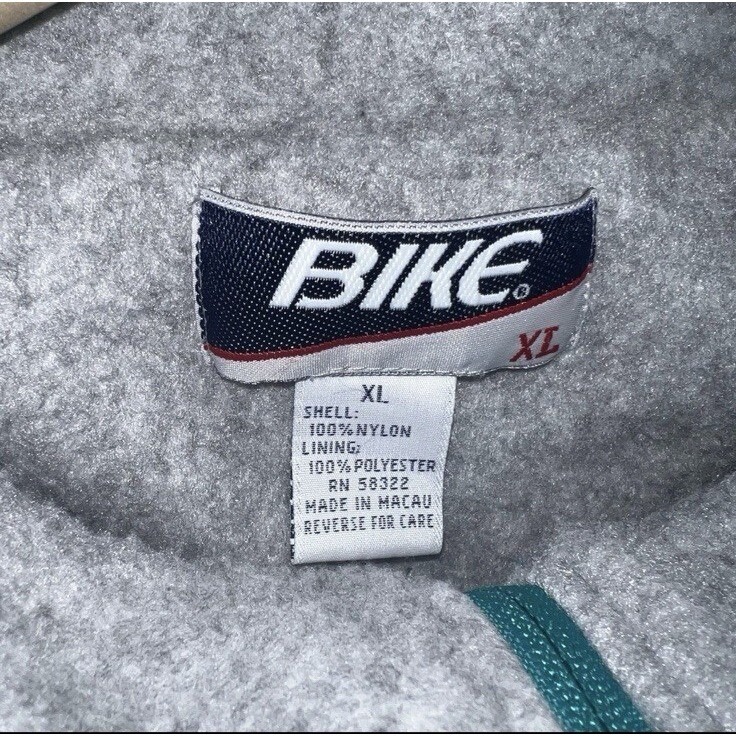 BIKE®
XL
XL
SHELL:
100% NYLON
LINING:
100% POLYESTER
RN 58322
MADE IN MACAU
REVERSE FOR CARE